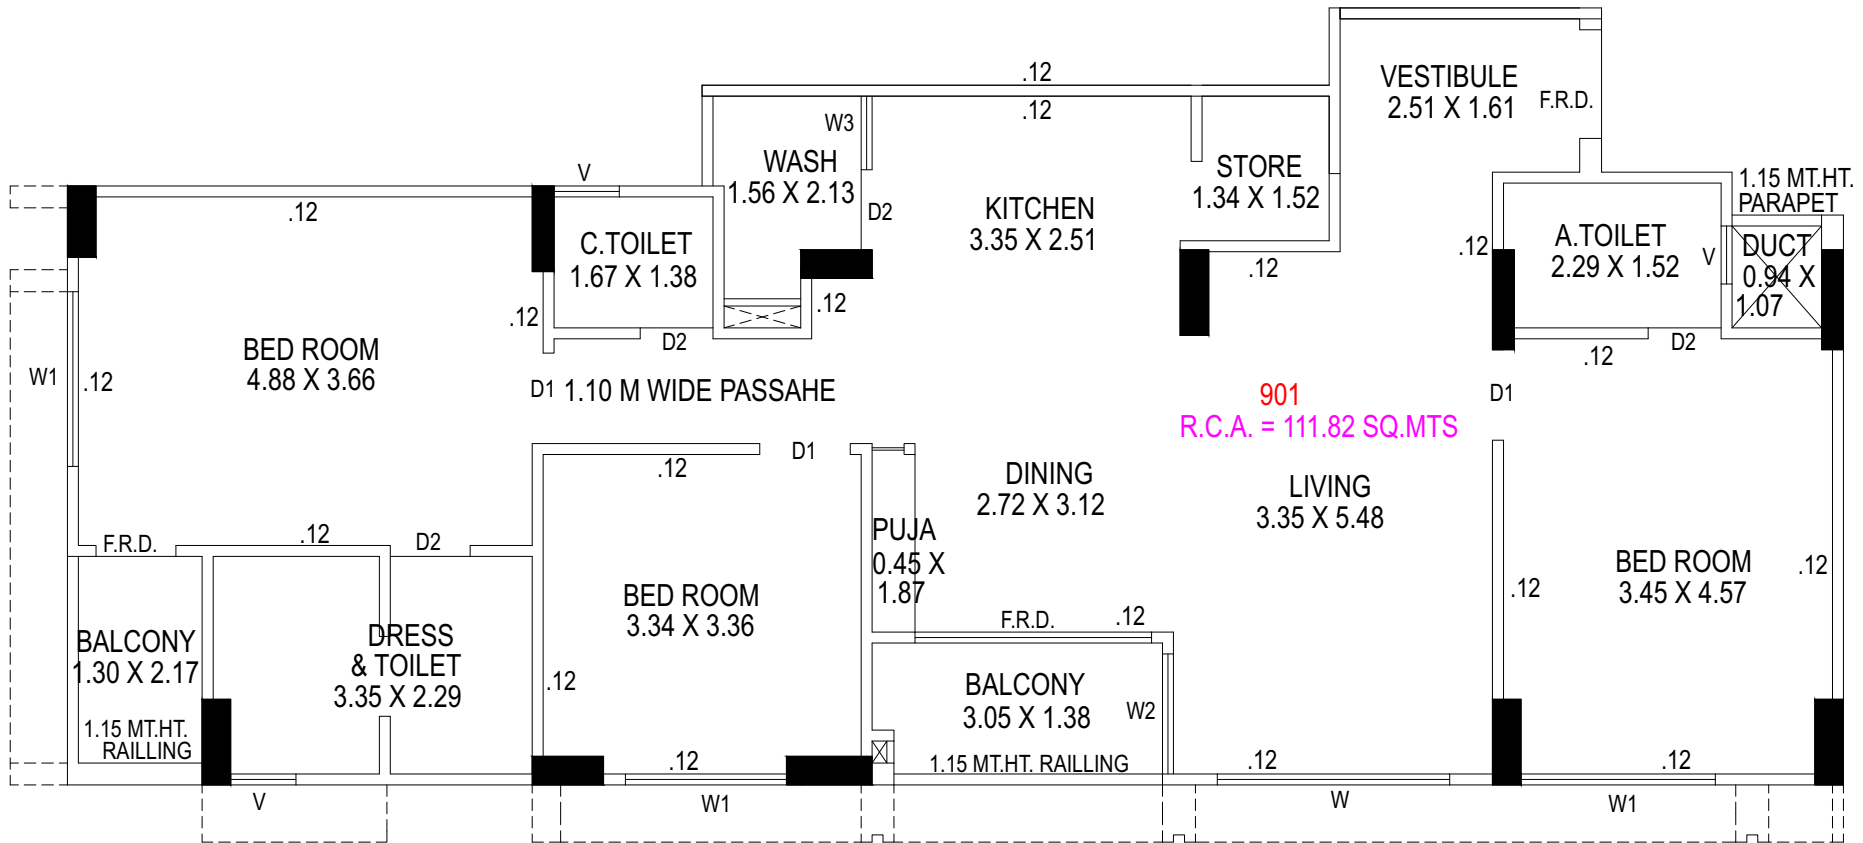 VESTIBULE
2.51 X 1.61
F.R.D.
.12
.12
W3
WASH
1.56 X 2.13
D2
STORE
1.34 X 1.52
KITCHEN
3.35 X 2.51
.12
1.15 MT.HT.
PARAPET
V
.12
C.TOILET
1.67 X 1.38
.12
.12
D2
A.TOILET
2.29 X 1.52
.12
V
DUCT
0.94 X
1.07
.12
D2
BED ROOM
4.88 X 3.66
W1
.12
D1
1.10 M WIDE PASSAHE
901
R.C.A. = 111.82 SQ.MTS
D1
.12
D1
DINING
2.72 X 3.12
LIVING
3.35 X 5.48
F.R.D.
.12
D2
PUJA
0.45 X
1.87
BED ROOM
3.34 X 3.36
BED ROOM
3.45 X 4.57
.12
.12
F.R.D.
.12
BALCONY
1.30 X 2.17
DRESS
& TOILET
3.35 X 2.29
.12
BALCONY
3.05 X 1.38
W2
1.15 MT.HT.
RAILLING
.12
1.15 MT.HT. RAILLING
.12
.12
V
W1
W
W1